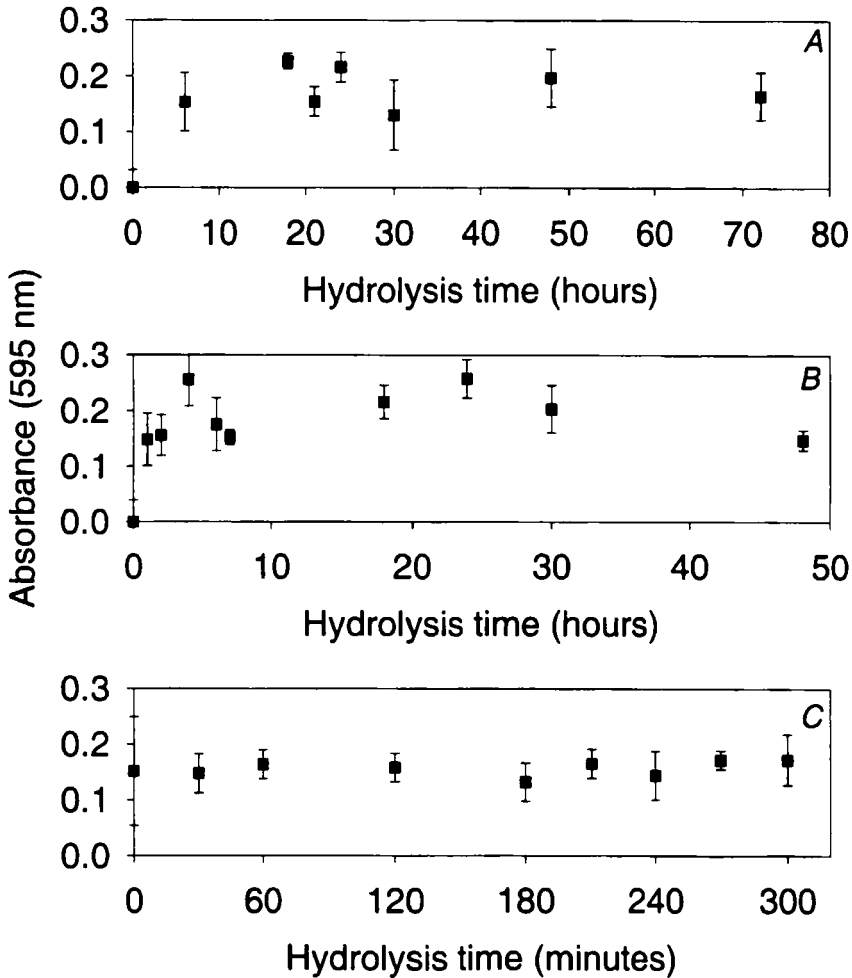 Absorbance (595 nm)
A
0.3
0.2
0.1
0.0
0 10 20 30 40 50 60 70 80
Hydrolysis time (hours)
B
0.3
0.2
0.1
0.0
0 10 20 30 40 50
Hydrolysis time (hours)
C
0.3
0.2
0.1
0.0
0 60 120 180 240 300
Hydrolysis time (minutes)